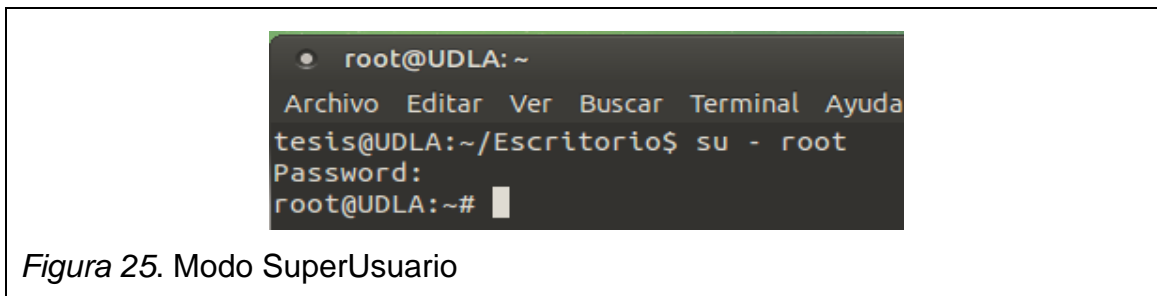 root@UDLA: ~
Archivo Editar Ver Buscar Terminal Ayuda
tesis@UDLA:~/Escritorio$ su - root
Password:
root@UDLA:~#
Figura 25. Modo SuperUsuario